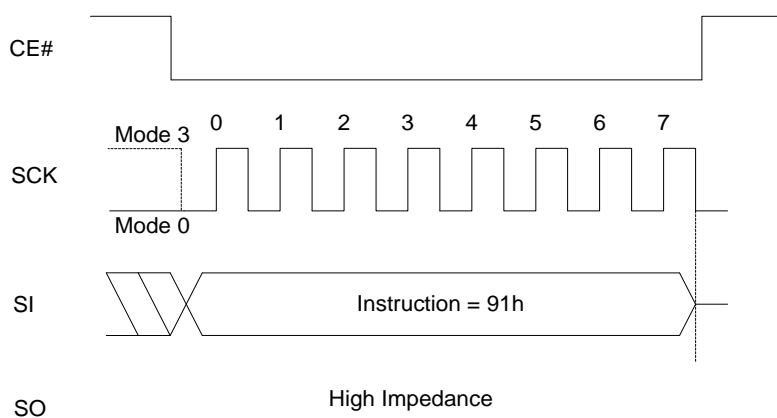 CE#
0 1 2 3 4 5 6 7
Mode 3
SCK
Mode 0
SI
Instruction = 91h
High Impedance
SO